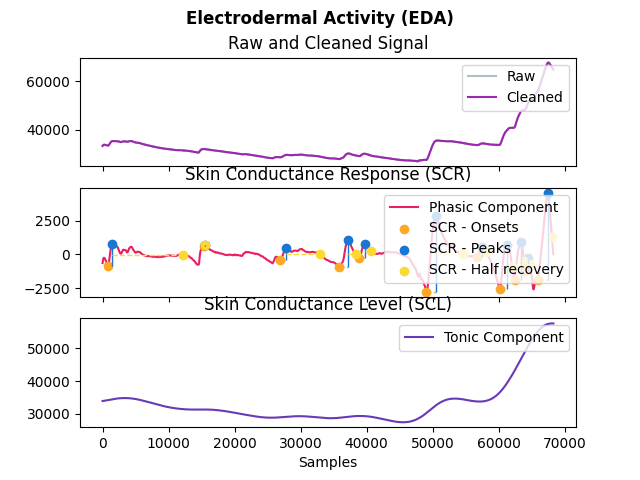 Electrodermal Activity (EDA)
Raw and Cleaned Signal
60000
40000
Raw
Cleaned
Skin Conductance Response (SCR)
2500
0
−2500
Phasic Component
SCR - Onsets
SCR - Peaks
SCR - Half recovery
Skin Conductance Level (SCL)
50000
40000
30000
Tonic Component
0 10000 20000 30000 40000 50000 60000 70000
Samples